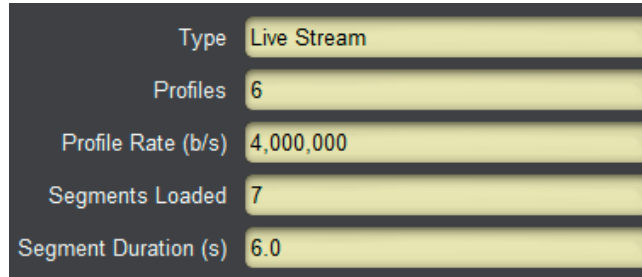 Type Live Stream
Profiles 6
Profile Rate (b/s) 4,000,000
Segments Loaded 7
Segment Duration (s) 6.0